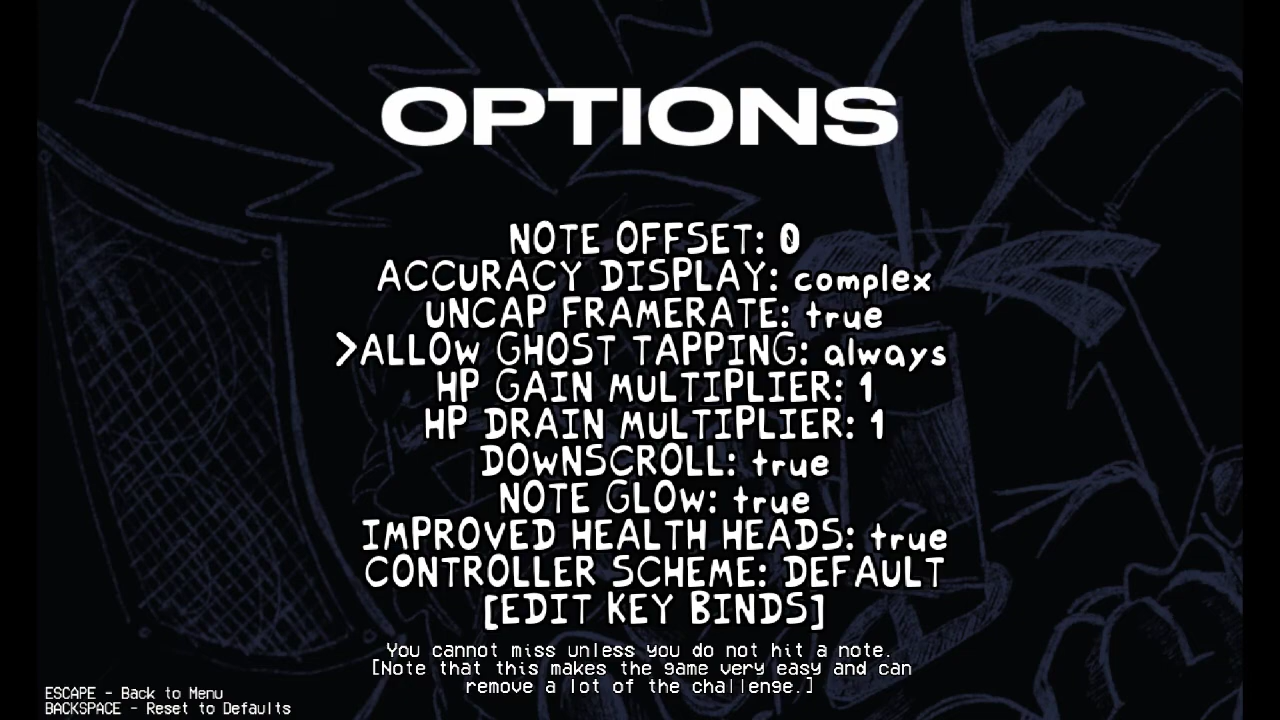 OPTIONS
NOTE OFFSET: 0
ACCURACY DISPLAY: complex
UNCAP FRAMERATE: true
>ALLOW GHOST TAPPING: always
HP GAIN MULTIPLIER: 1
HP DRAIN MULTIPLIER: 1
DOWNSCROLL: true
NOTE GLOW: true
IMPROVED HEALTH HEADS: true
CONTROLLER SCHEME: DEFAULT
[EDIT KEY BINDS]
You cannot miss unless you do not hit a note.
[Note that this makes the game very easy and can
remove a lot of the challenge.]
ESCAPE - Back to Menu
BACKSPACE - Reset to Defaults